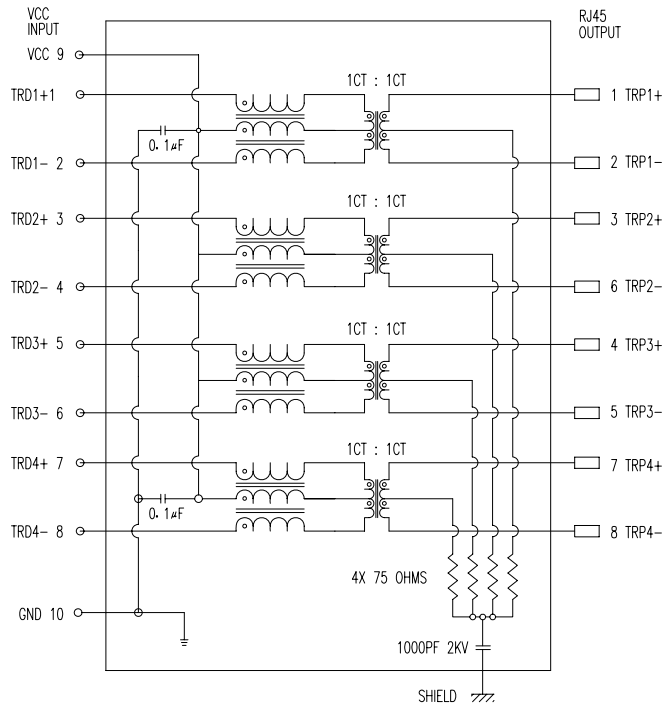 VCC
INPUT
RJ45
OUTPUT
VCC 9
1CT : 1CT
TRD1+1
1 TRP1+
0.1µF
TRD1- 2
2 TRP1-
1CT : 1CT
TRD2+ 3
3 TRP2+
TRD2- 4
6 TRP2-
1CT : 1CT
TRD3+ 5
4 TRP3+
TRD3- 6
5 TRP3-
1CT : 1CT
TRD4+ 7
7 TRP4+
0.1µF
TRD4- 8
8 TRP4-
4X 75 OHMS
GND 10
1000PF 2KV
SHIELD